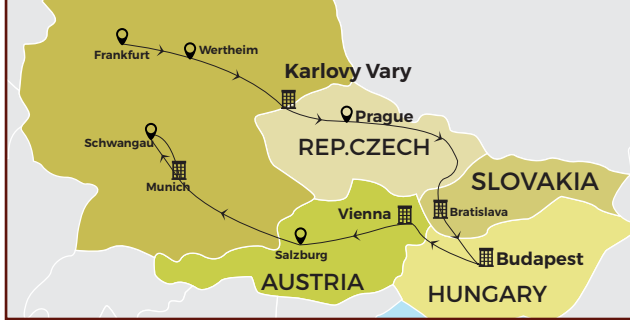 Frankfurt
Wertheim
Karlovy Vary
Prague
REP.CZECH
Schwangau
Munich
SLOVAKIA
Vienna
Bratislava
Salzburg
Budapest
AUSTRIA
HUNGARY